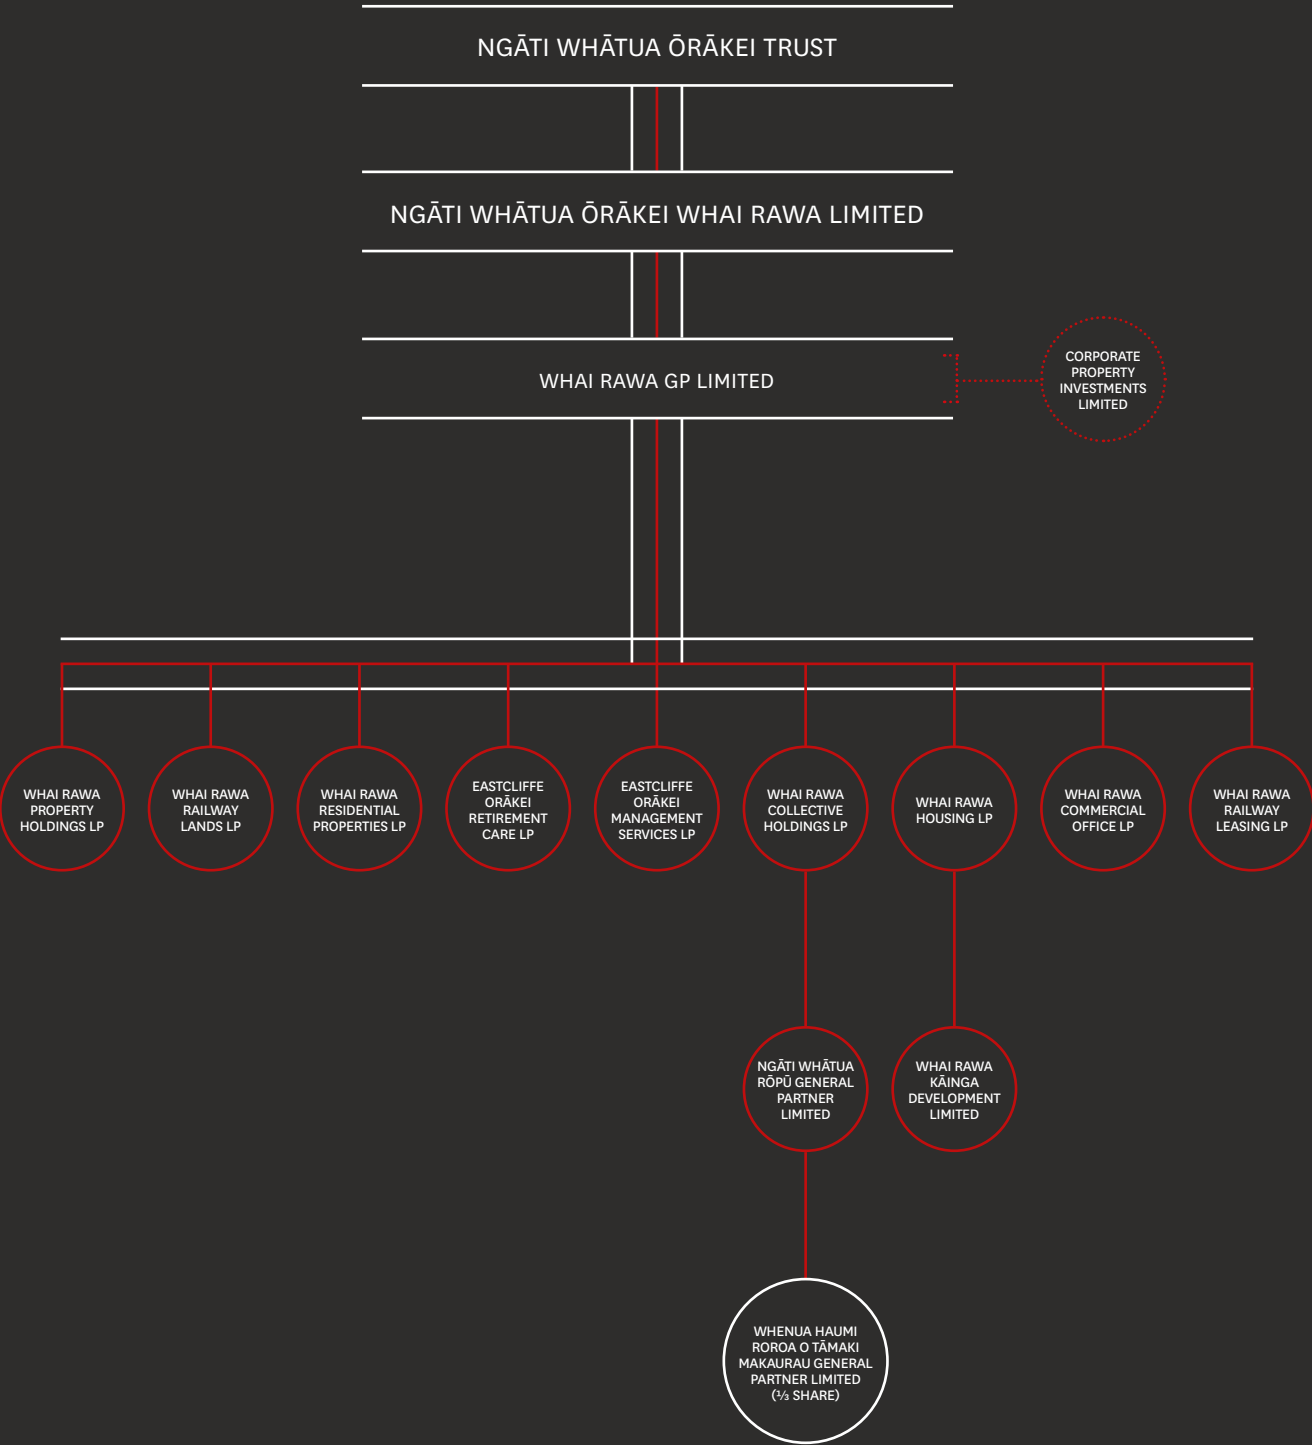 NGĀTI WHĀTUA ŌRĀKEI TRUST
NGĀTI WHĀTUA ŌRĀKEI WHAI RAWA LIMITED
WHAI RAWA GP LIMITED
CORPORATE
PROPERTY
INVESTMENTS
LIMITED
WHAI RAWA
PROPERTY
HOLDINGS LP
WHAI RAWA
RAILWAY
LANDS LP
WHAI RAWA
RESIDENTIAL
PROPERTIES LP
EASTCLIFFE
ORĀKEI
RETIREMENT
CARE LP
EASTCLIFFE
ORĀKEI
MANAGEMENT
SERVICES LP
WHAI RAWA
COLLECTIVE
HOLDINGS LP
WHAI RAWA
HOUSING LP
WHAI RAWA
COMMERCIAL
OFFICE LP
WHAI RAWA
RAILWAY
LEASING LP
NGĀTI WHĀTUA
RŌPŪ GENERAL
PARTNER
LIMITED
WHAI RAWA
KĀINGA
DEVELOPMENT
LIMITED
WHENUA HAUMI
ROROA O TĀMAKI
MAKAURAU GENERAL
PARTNER LIMITED
(⅓ SHARE)